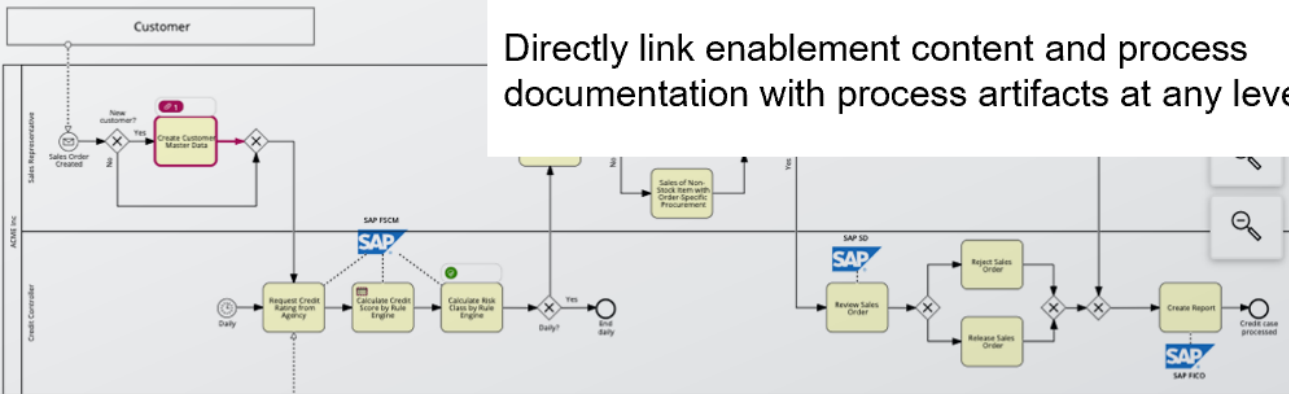 Customer
Directly link enablement content and process
documentation with process artifacts at any leve
ACME Inc
Sales Representative
Sales Order
Created
New
customer?
Yes
No
1
Create Customer
Master Data
No
Sales of Non-
Stock Item with
Order-Specific
Procurement
Yes
Credit Controller
Daily
Request Credit
Rating from
Agency
SAP FSCM
SAP
Calculate Credit
Score by Rule
Engine
Calculate Risk
Class by Rule
Engine
Daily?
Yes
End
daily
SAP SD
SAP
Review Sales
Order
Reject Sales
Order
Release Sales
Order
Create Report
SAP
SAP FICO
Credit case
processed